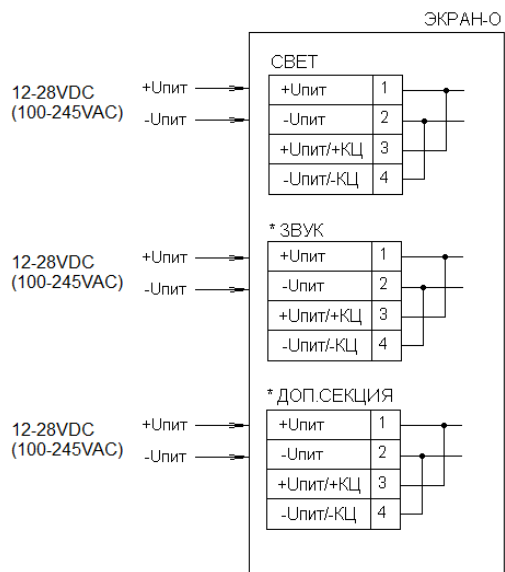 ЭКРАН-О
СВЕТ
12-28VDC
(100-245VAC)
+Uпит
-Uпит
+Uпит 1
-Uпит 2
+Uпит/+КЦ 3
-Uпит/-КЦ 4
* ЗВУК
12-28VDC
(100-245VAC)
+Uпит
-Uпит
+Uпит 1
-Uпит 2
+Uпит/+КЦ 3
-Uпит/-КЦ 4
* ДОП.СЕКЦИЯ
12-28VDC
(100-245VAC)
+Uпит
-Uпит
+Uпит 1
-Uпит 2
+Uпит/+КЦ 3
-Uпит/-КЦ 4